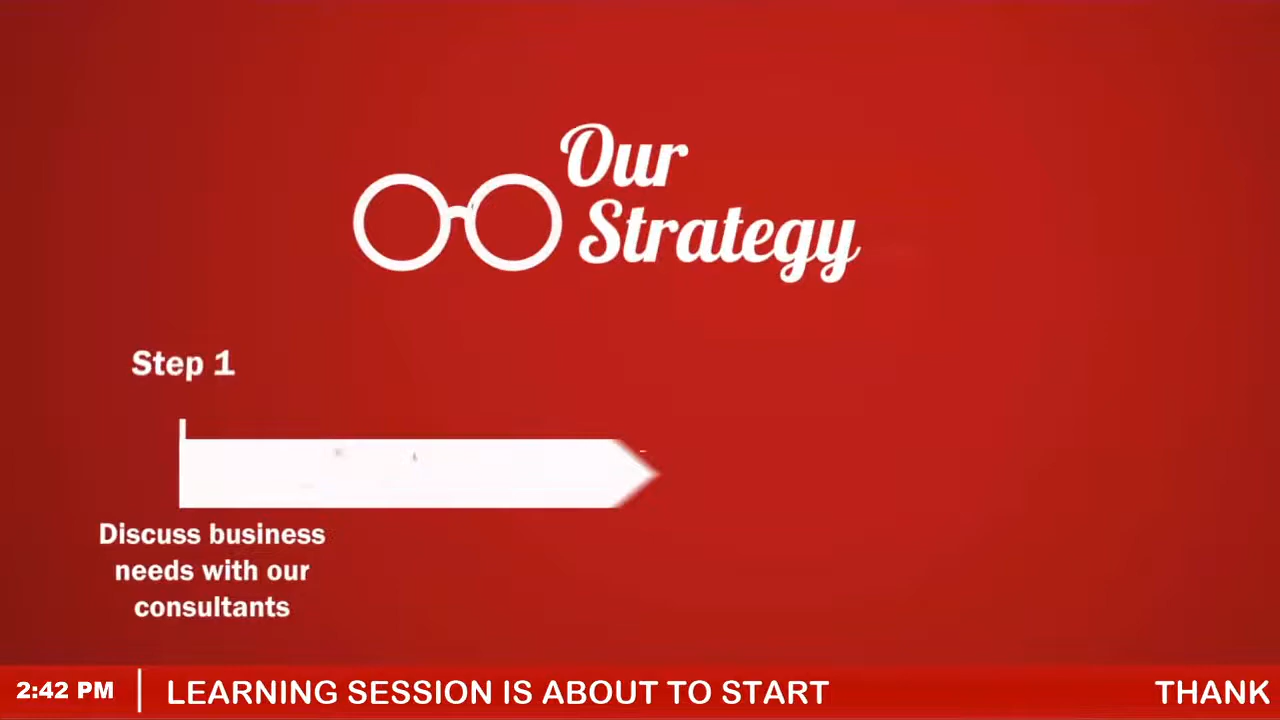 Our
Strategy
Step 1
Discuss business
needs with our
consultants
2:42 PM
LEARNING SESSION IS ABOUT TO START
THANK